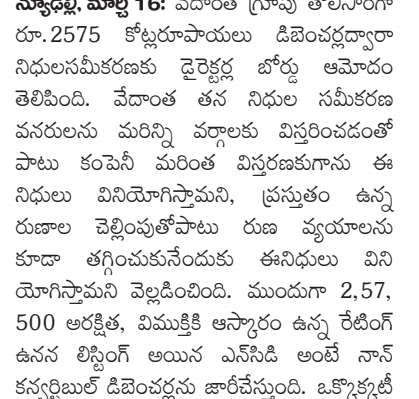 న్యూఢిల్లీ, మార్చి 16: వేదాంత గ్రూపు తొలిసారిగా
రూ.2575 కోట్లరూపాయలు డిబెంచర్లద్వారా
నిధులసమీకరణకు డైరెక్టర్ల బోర్డు ఆమోదం
తెలిపింది. వేదాంత తన నిధుల సమీకరణ
వనరులను మరిన్ని వర్గాలకు విస్తరించడంతో
పాటు కంపెనీ మరింత విస్తరణకుగాను ఈ
నిధులు వినియోగిస్తామని, ప్రస్తుతం ఉన్న
రుణాల చెల్లింపుతోపాటు రుణ వ్యయాలను
కూడా తగ్గించుకునేందుకు ఈనిధులు విని
యోగిస్తామని వెల్లడించింది. ముందుగా 2,57,
500 అరక్షిత, విముక్తికి ఆస్కారం ఉన్న రేటింగ్
ఉనన లిస్టింగ్ అయిన ఎన్‌సిడి అంటే నాన్
కన్వర్టిబుల్ డిబెంచర్లను జారీచేస్తుంది. ఒక్కొక్కటీ